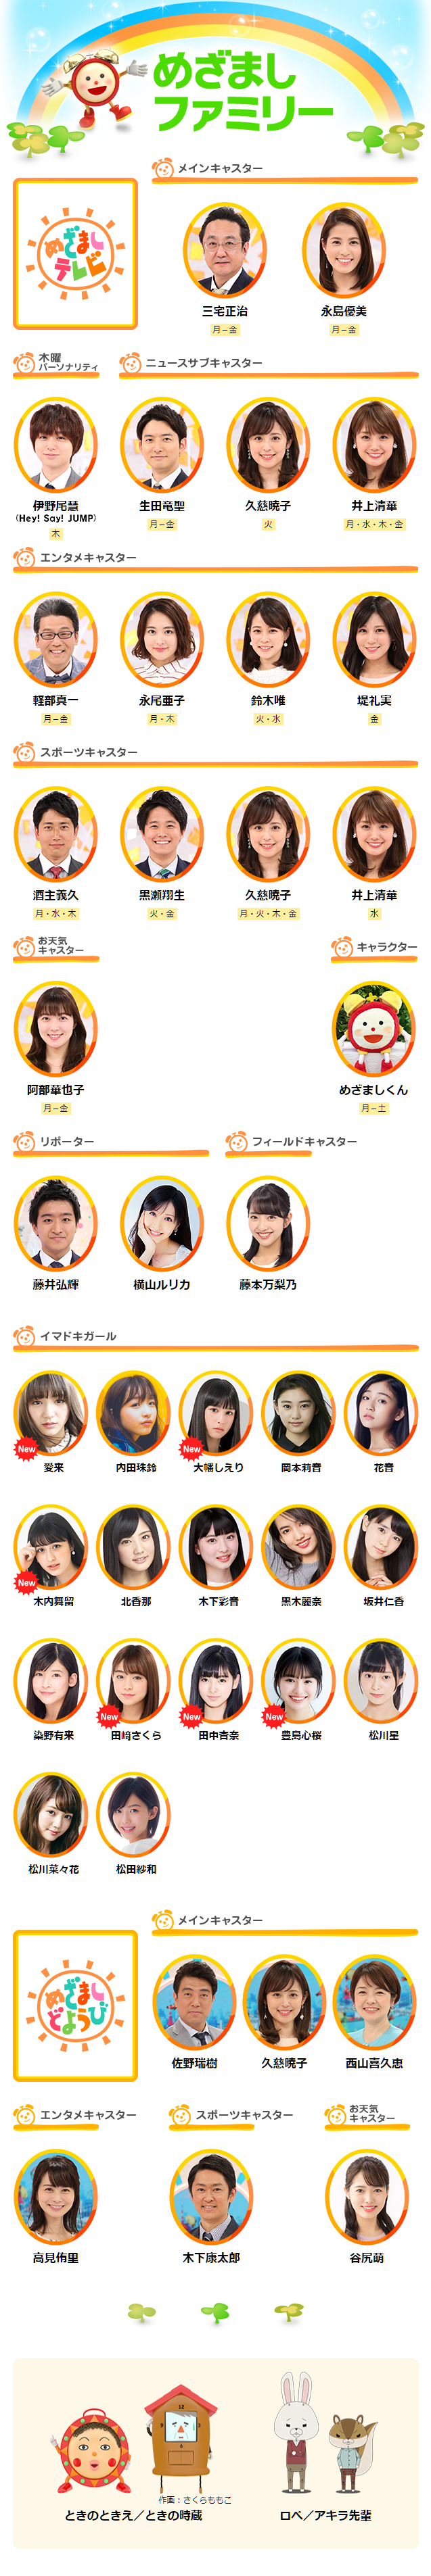 めざまし
ファミリー
メインキャスター
めざまし
テレビ
三宅正治
永島優美
月－金
月－金
木曜
パーソナリティ
ニュースサブキャスター
伊野尾慧
(Hey! Say! JUMP)
木
生田竜聖
月－金
久慈暁子
火
井上清華
月・水・木・金
エンタメキャスター
軽部真一
月－金
永尾亜子
月・木
鈴木唯
火・水
堤礼実
金
スポーツキャスター
酒主義久
月・水・木
黒瀬翔生
火・金
久慈暁子
月・火・木・金
井上清華
水
お天気
キャスター
キャラクター
阿部華也子
月－金
めざましくん
月－土
リポーター
フィールドキャスター
藤井弘輝
横山ルリカ
藤本万梨乃
イマドキガール
New
愛来
内田珠鈴
New
大幡しえり
岡本莉音
花音
New
木内舞留
北香那
木下彩音
黒木麗奈
坂井仁香
染野有来
New
田﨑さくら
New
田中杏奈
New
豊島心桜
松川星
松川菜々花
松田紗和
メインキャスター
めざまし
どようび
佐野瑞樹
久慈暁子
西山喜久恵
エンタメキャスター
スポーツキャスター
お天気
キャスター
高見侑里
木下康太郎
谷尻萌
作画：さくらももこ
ときのときえ／ときの時蔵
ロベ／アキラ先輩